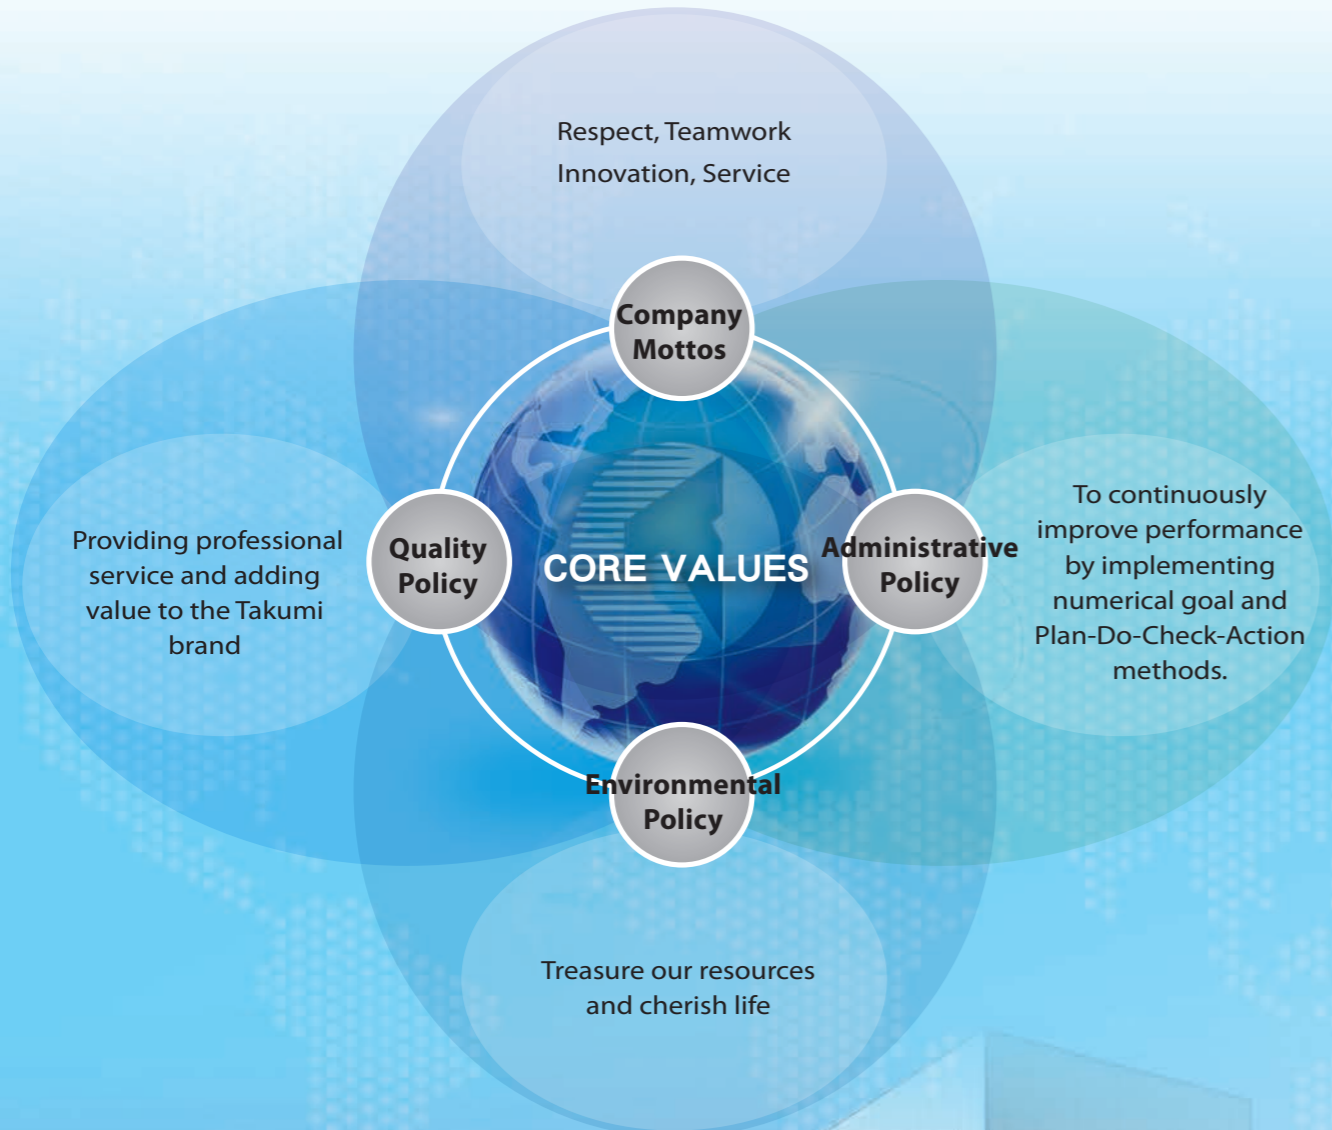 Respect, Teamwork
Innovation, Service
Company
Mottos
Providing professional
service and adding
value to the Takumi
brand
Quality
Policy
CORE VALUES
Administrative
Policy
To continuously
improve performance
by implementing
numerical goal and
Plan-Do-Check-Action
methods.
Environmental
Policy
Treasure our resources
and cherish life